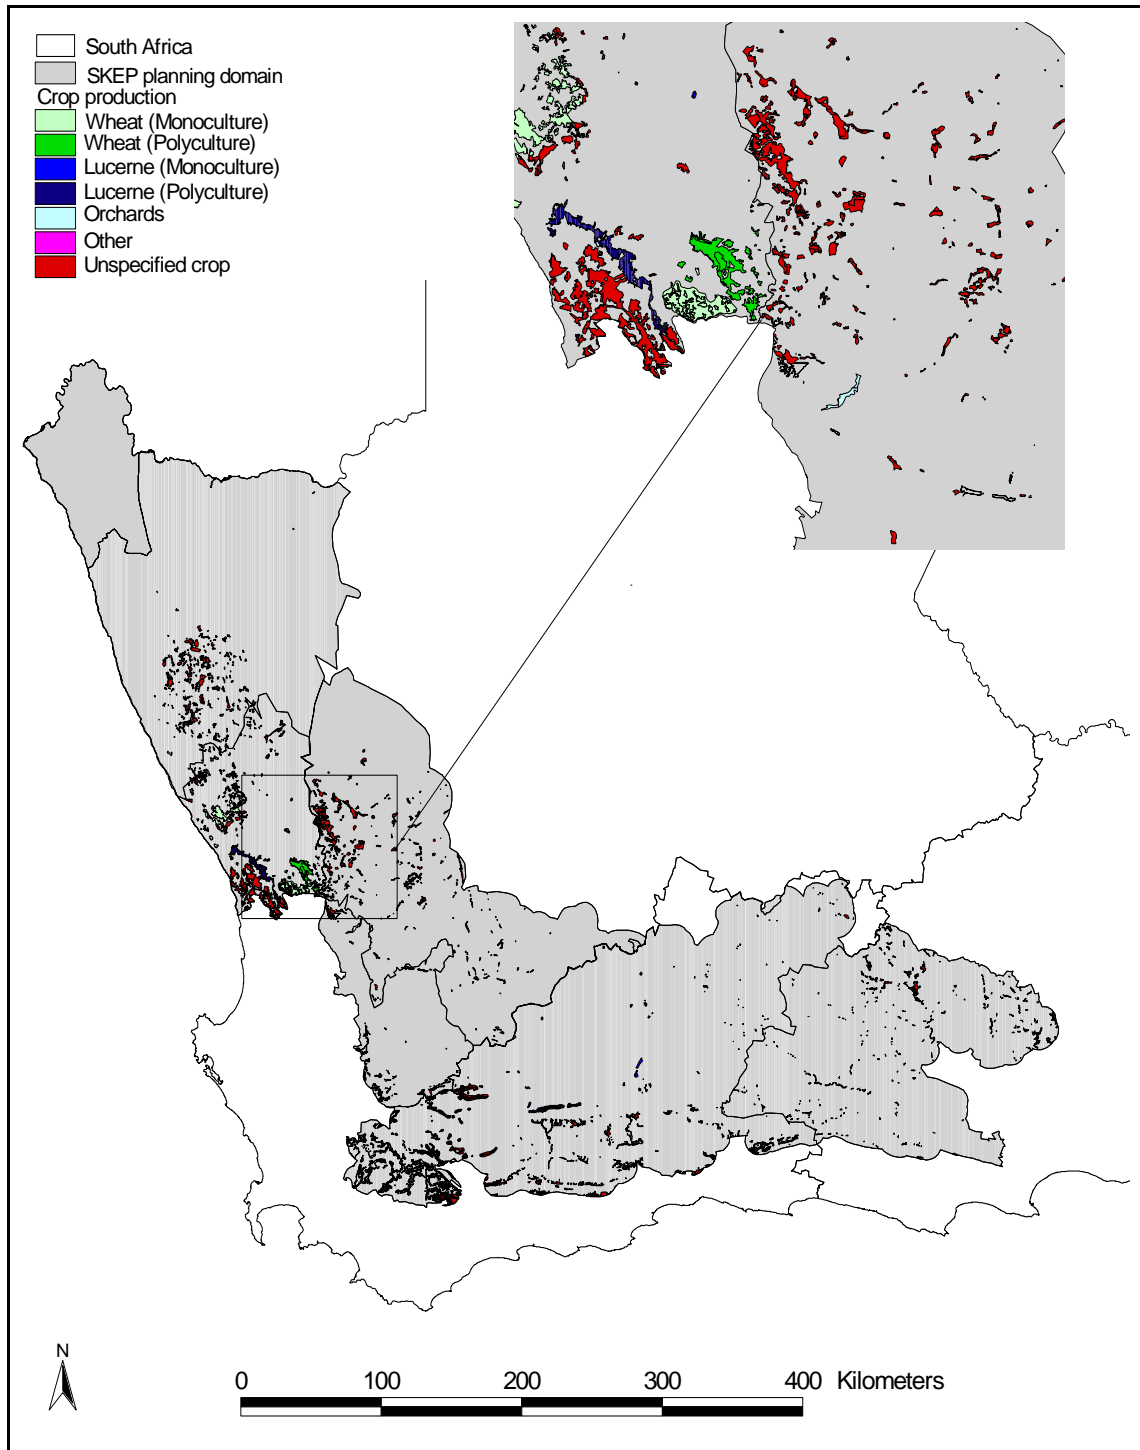 South Africa
SKEP planning domain
Crop production
Wheat (Monoculture)
Wheat (Polyculture)
Lucerne (Monoculture)
Lucerne (Polyculture)
Orchards
Other
Unspecified crop
N
0 100 200 300 400 Kilometers